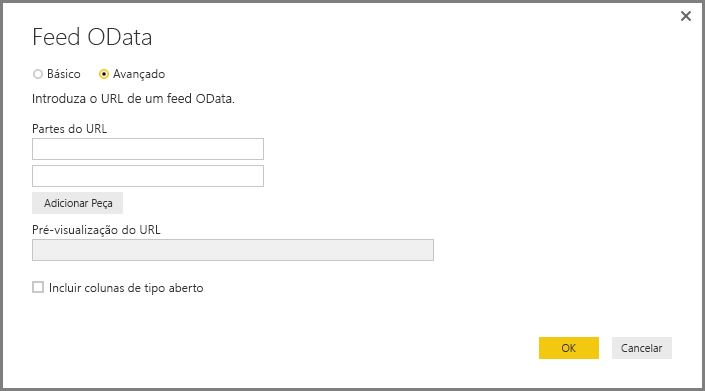 Feed OData
Básico Avançado
Introduza o URL de um feed OData.
Partes do URL
Adicionar Peça
Pré-visualização do URL
Incluir colunas de tipo aberto
OK Cancelar